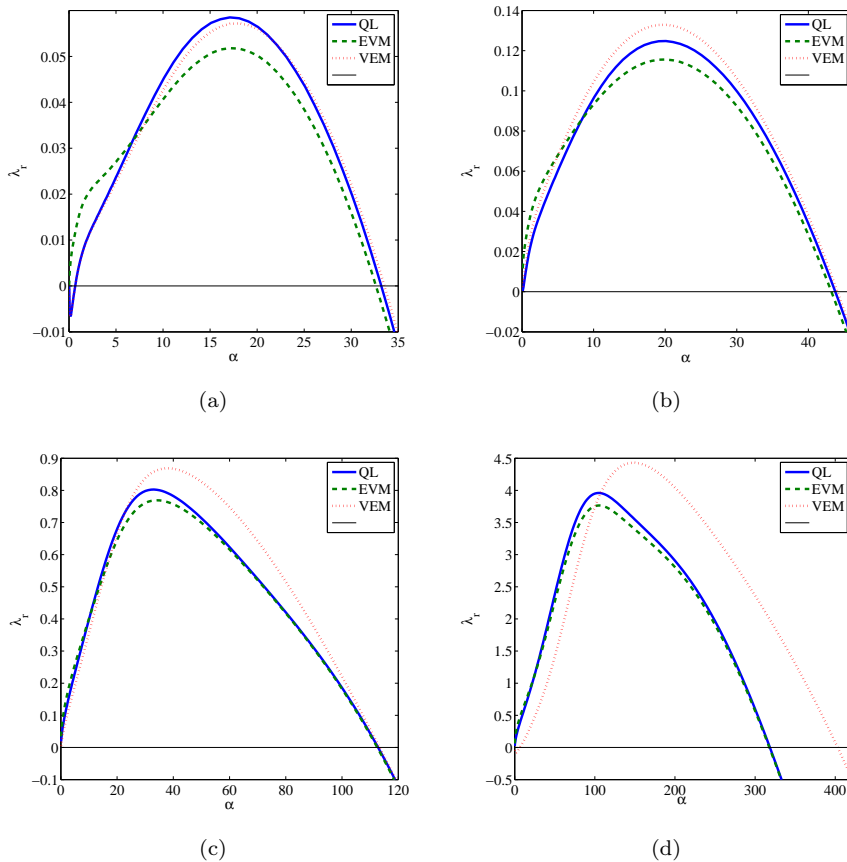 QL
EVM
VEM
0.05
0.04
0.03
0.02
0.01
0
−0.01
λr
0 5 10 15 20 25 30 35
α
(a)
QL
EVM
VEM
0.14
0.12
0.1
0.08
0.06
0.04
0.02
0
−0.02
λr
0 10 20 30 40
α
(b)
QL
EVM
VEM
0.9
0.8
0.7
0.6
0.5
0.4
0.3
0.2
0.1
0
−0.1
λr
0 20 40 60 80 100 120
α
(c)
QL
EVM
VEM
4.5
4
3.5
3
2.5
2
1.5
1
0.5
0
−0.5
λr
0 100 200 300
α
(d)